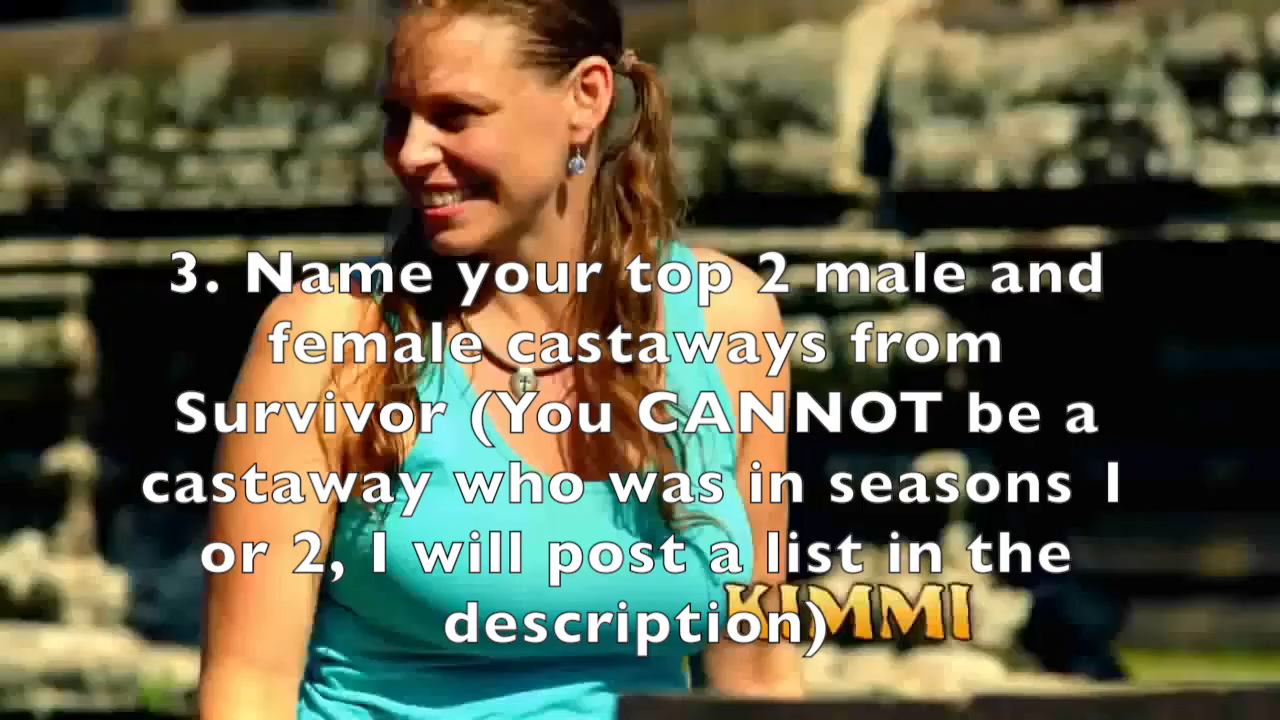 3. Name your top 2 male and
female castaways from
Survivor (You CANNOT be a
castaway who was in seasons 1
or 2, I will post a list in the
description)
KIMMI